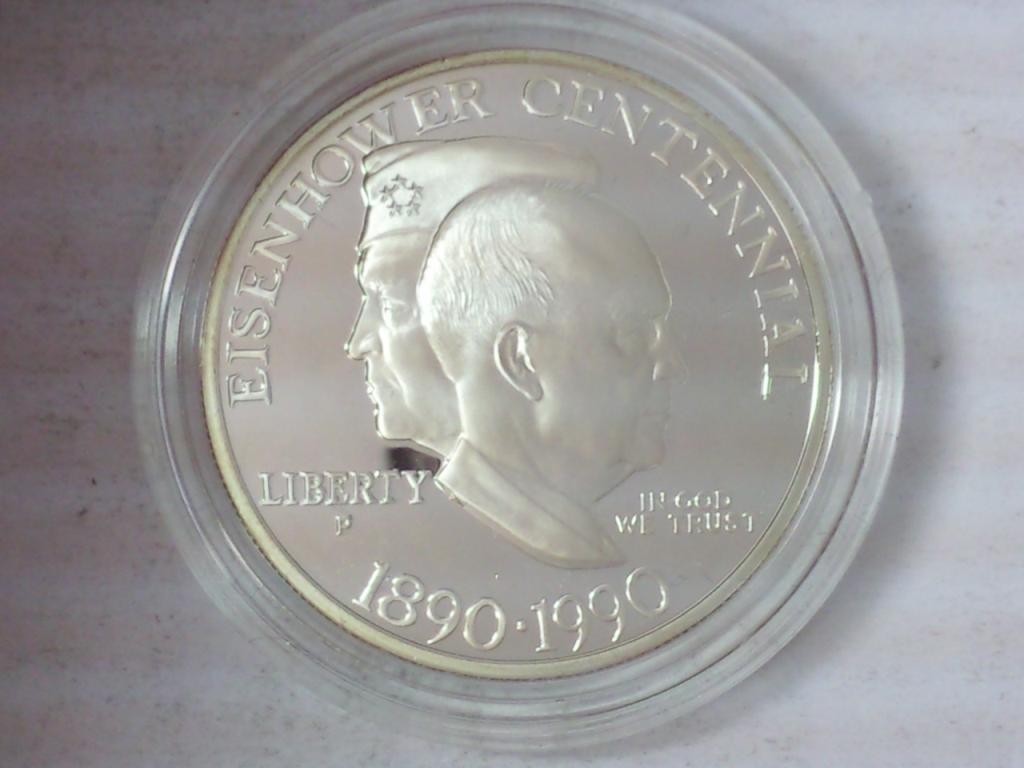 EISENHOWER CENTENNIAL
LIBERTY
P
IN GOD
WE TRUST
1890·1990